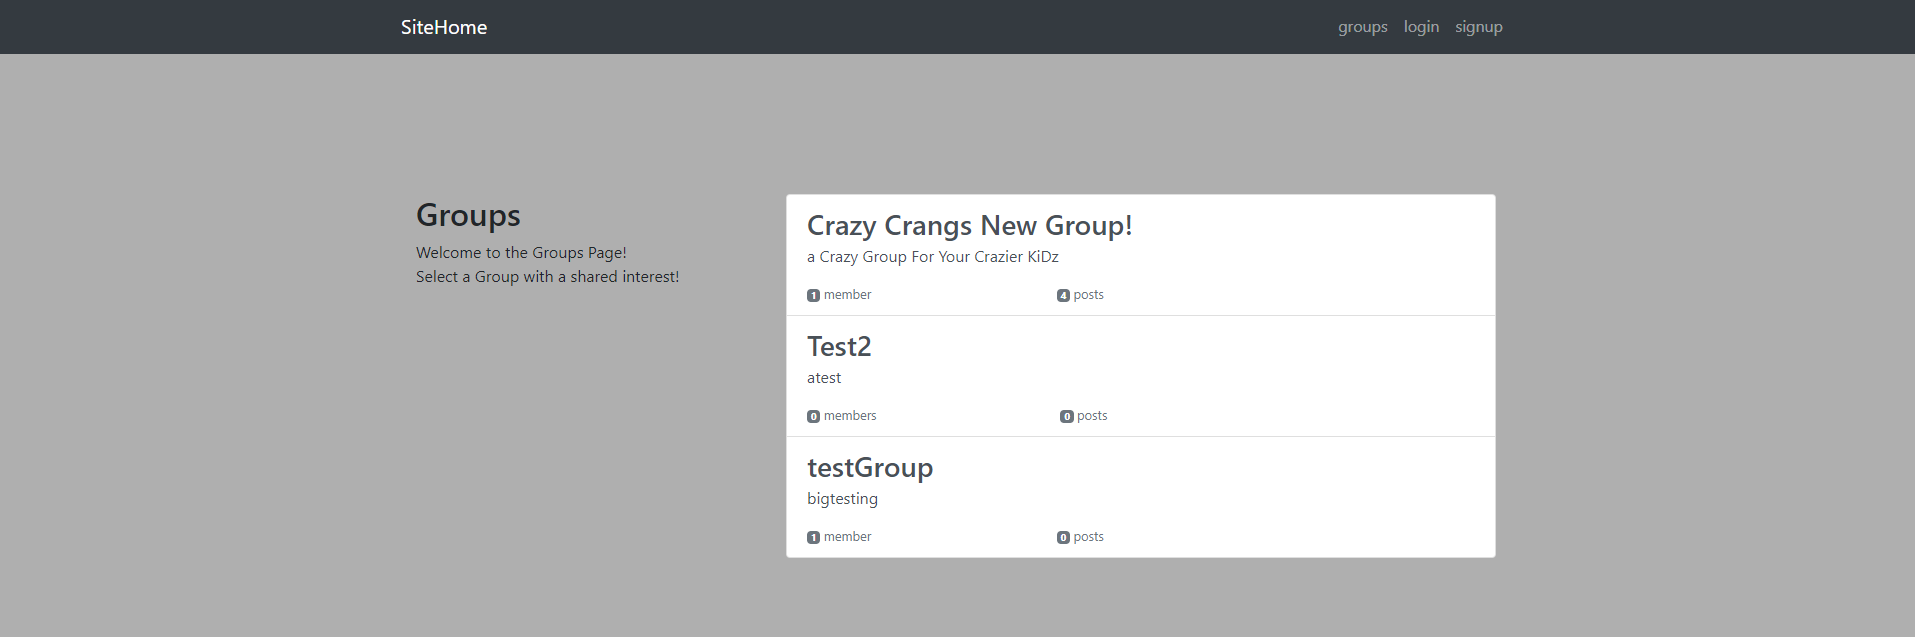 SiteHome
groups login signup
Groups
Welcome to the Groups Page!
Select a Group with a shared interest!
Crazy Crangs New Group!
a Crazy Group For Your Crazier KiDz
1 member 4 posts
Test2
atest
0 members 0 posts
testGroup
bigtesting
1 member 0 posts